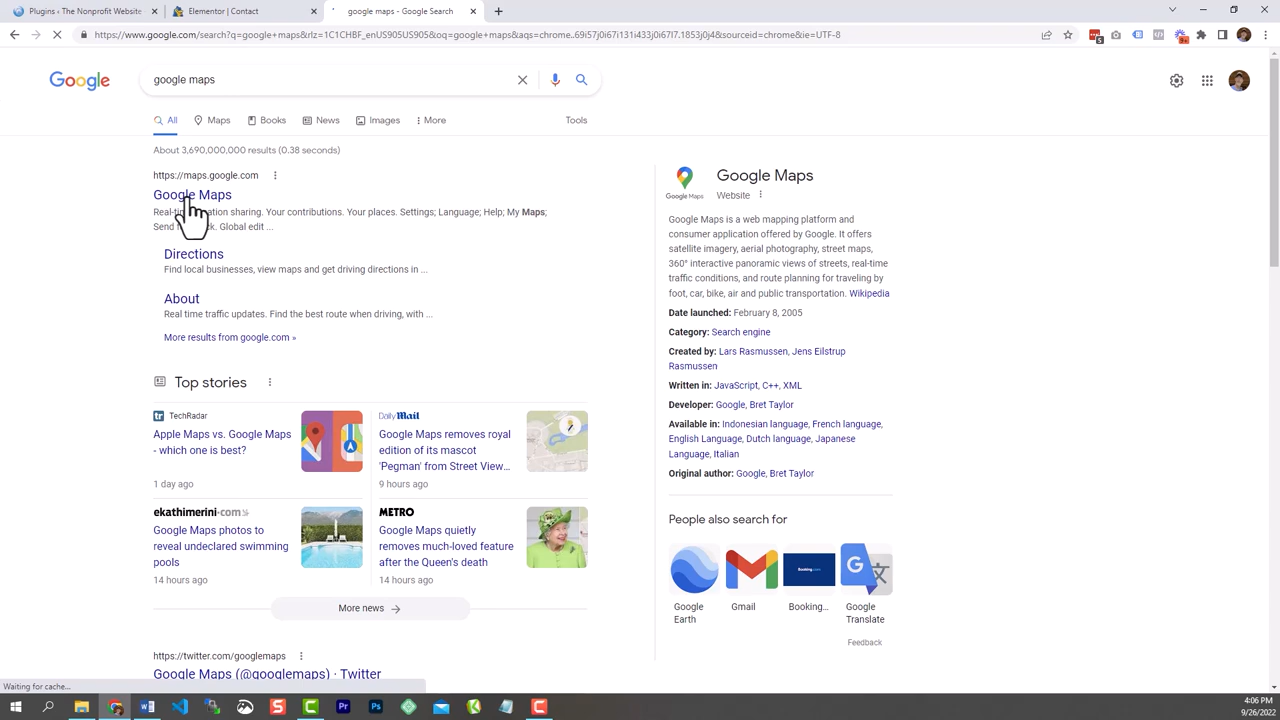 Plugins ‹ The Nonprofit Website
Elementor | Contact
google maps - Google Search
https://www.google.com/search?q=google+maps&rlz=1C1CHBF_enUS905US905&oq=google+maps&aqs=chrome..69i57j0i67i131i433j0i67l7.1853j0j4&sourceid=chrome&ie=UTF-8
Google
google maps
All
Maps
Books
News
Images
More
Tools
About 3,690,000,000 results (0.38 seconds)
https://maps.google.com
Google Maps
sharing. Your contributions. Your places. Settings; Language; Help; My Maps;
Global edit ...
Directions
Find local businesses, view maps and get driving directions in ...
About
Real time traffic updates. Find the best route when driving, with ...
More results from google.com »
Top stories
TechRadar
Apple Maps vs. Google Maps
- which one is best?
1 day ago
Daily Mail
Google Maps removes royal
edition of its mascot
'Pegman' from Street View...
9 hours ago
ekathimerini.com
Google Maps photos to
reveal undeclared swimming
pools
14 hours ago
METRO
Google Maps quietly
removes much-loved feature
after the Queen's death
14 hours ago
More news
https://twitter.com/googlemaps
Google Maps (@googlemaps) · Twitter
Google Maps
Google Maps
Website
Google Maps is a web mapping platform and
consumer application offered by Google. It offers
satellite imagery, aerial photography, street maps,
360° interactive panoramic views of streets, real-time
traffic conditions, and route planning for traveling by
foot, car, bike, air and public transportation. Wikipedia
Date launched: February 8, 2005
Category: Search engine
Created by: Lars Rasmussen, Jens Eilstrup
Rasmussen
Written in: JavaScript, C++, XML
Developer: Google, Bret Taylor
Available in: Indonesian language, French language,
English Language, Dutch language, Japanese
Language, Italian
Original author: Google, Bret Taylor
People also search for
Booking.com
Google
Earth
Gmail
Booking...
Google
Translate
Feedback
Waiting for cache...
4:06 PM
9/26/2022